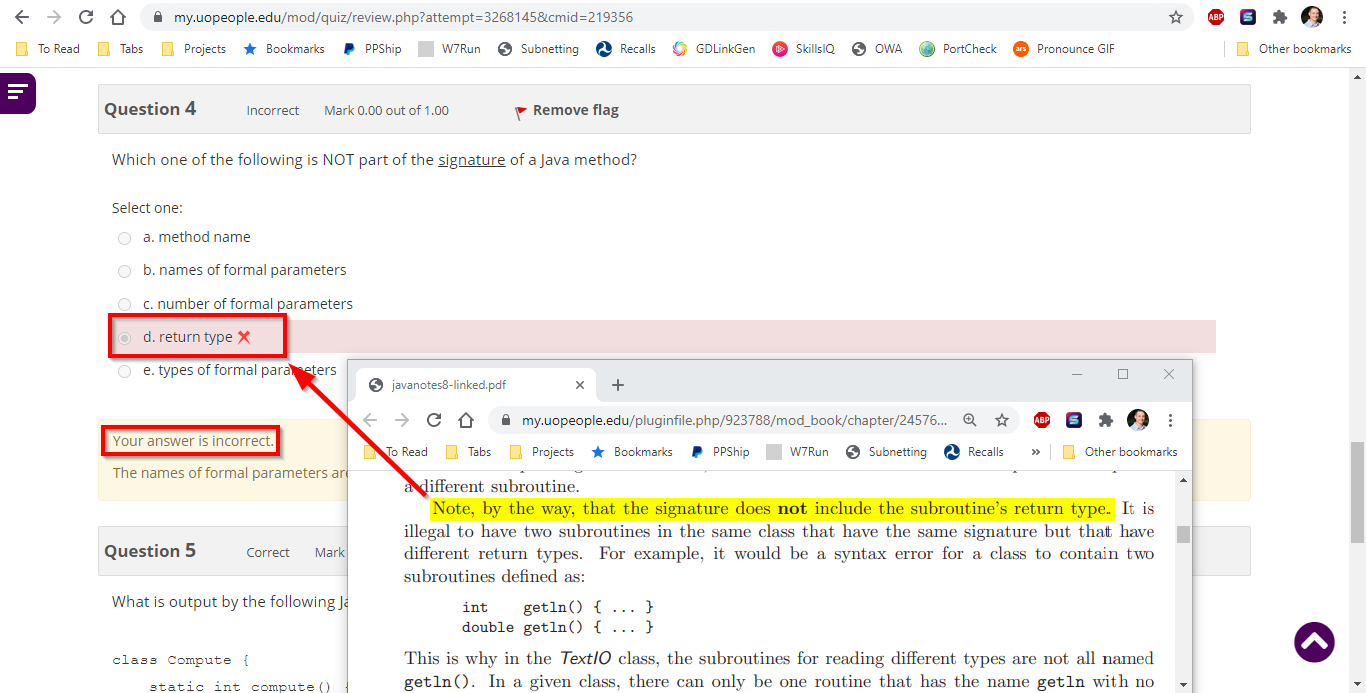 my.uopeople.edu/mod/quiz/review.php?attempt=3268145&cmid=219356
ABP S
To Read Tabs Projects Bookmarks PPShip W7Run Subnetting Recalls GDLinkGen SkillsIQ OWA PortCheck ars Pronounce GIF Other bookmarks
Question 4 Incorrect Mark 0.00 out of 1.00 Remove flag
Which one of the following is NOT part of the signature of a Java method?
Select one:
a. method name
b. names of formal parameters
c. number of formal parameters
d. return type
e. types of formal parameters
Your answer is incorrect.
The names of formal parameters are
Question 5 Correct Mark
What is output by the following Ja
class Compute {
static int compute() {
javanotes8-linked.pdf
my.uopeople.edu/pluginfile.php/923788/mod_book/chapter/24576...
ABP S
To Read Tabs Projects Bookmarks PPShip W7Run Subnetting Recalls » Other bookmarks
a different subroutine.
Note, by the way, that the signature does not include the subroutine's return type. It is
illegal to have two subroutines in the same class that have the same signature but that have
different return types. For example, it would be a syntax error for a class to contain two
subroutines defined as:
int getln() { ... }
double getln() { ... }
This is why in the TextIO class, the subroutines for reading different types are not all named
getln(). In a given class, there can only be one routine that has the name getln with no